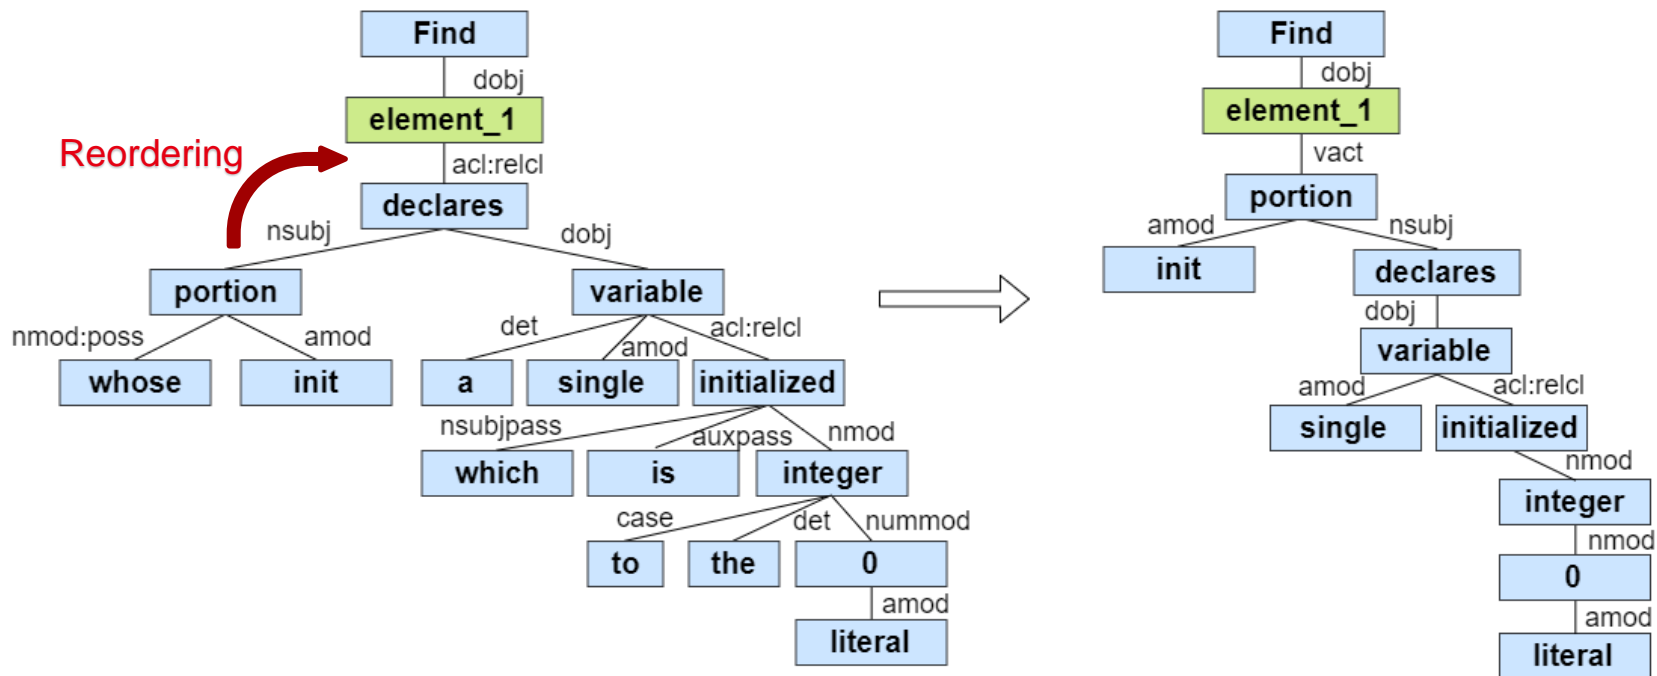 Find
dobj
element_1
Reordering
acl:relcl
declares
nsubj
dobj
portion
variable
nmod:poss
amod
det
amod
acl:relcl
whose
init
a
single
initialized
nsubjpass
auxpass
nmod
which
is
integer
case
det
nummod
to
the
0
amod
literal
Find
dobj
element_1
vact
portion
amod
nsubj
init
declares
dobj
variable
amod
acl:relcl
single
initialized
nmod
integer
nmod
0
amod
literal